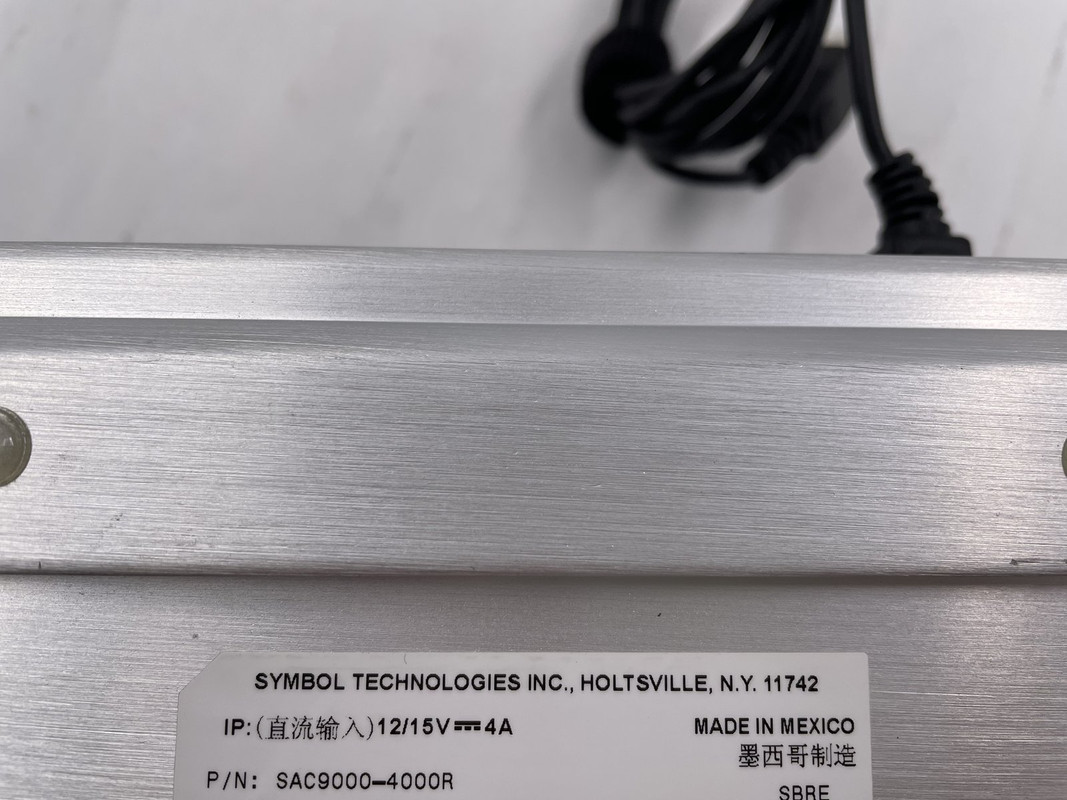 SYMBOL TECHNOLOGIES INC., HOLTSVILLE, N.Y. 11742
IP:(直流输入)12/15V⎓4A
MADE IN MEXICO
墨西哥制造
P/N: SAC9000-4000R
SBRE